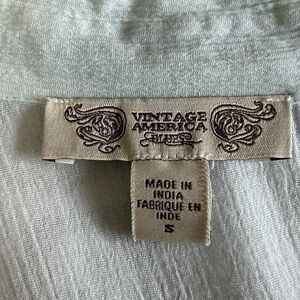 VINTAGE
AMERICA
BLUES
MADE IN
INDIA
FABRIQUE EN
INDE
S